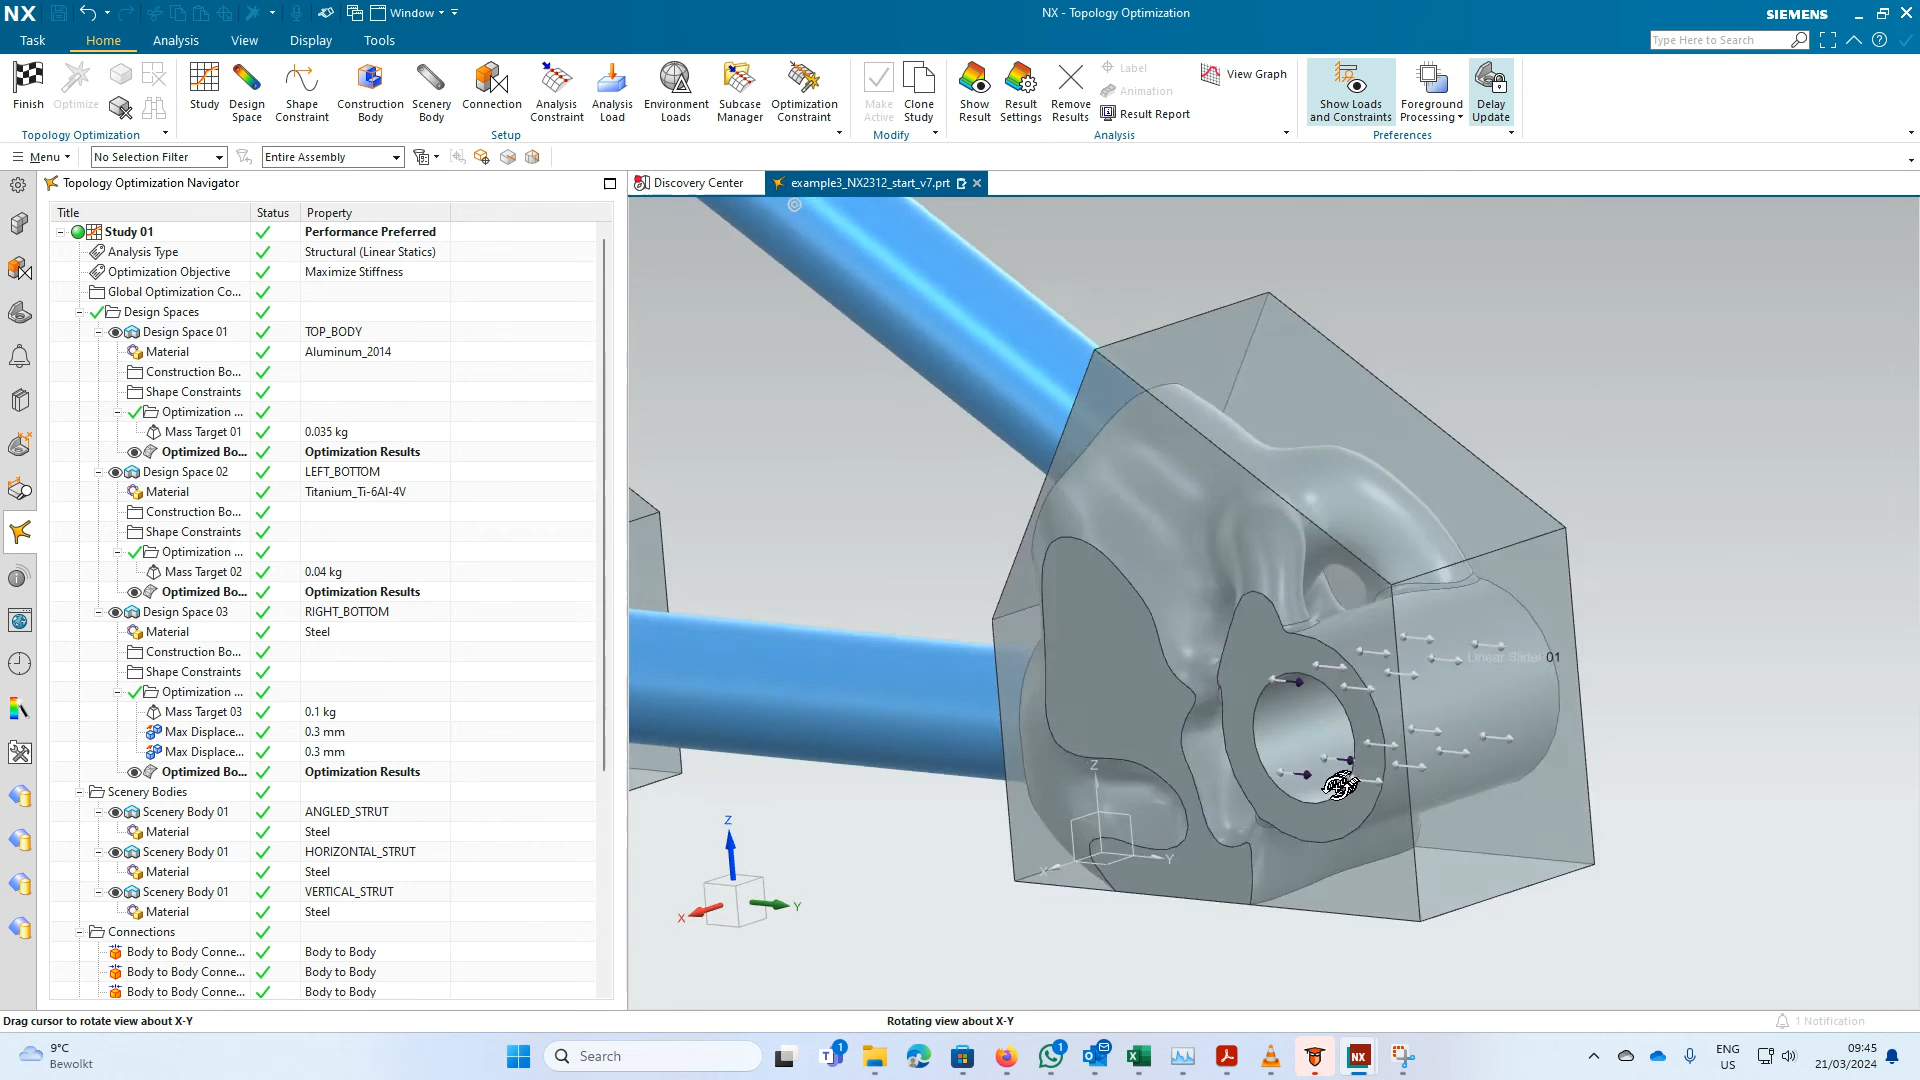 NX
Window
NX - Topology Optimization
SIEMENS
Task
Home
Analysis
View
Display
Tools
Type Here to Search
Finish
Optimize
Study
Design
Space
Shape
Constraint
Construction
Body
Scenery
Body
Connection
Analysis
Constraint
Analysis
Load
Environment
Loads
Subcase
Manager
Optimization
Constraint
Make
Active
Clone
Study
Show
Result
Result
Settings
Remove
Results
Label
Animation
Result Report
View Graph
Show Loads
and Constraints
Foreground
Processing
Delay
Update
Topology Optimization
Setup
Modify
Analysis
Preferences
Menu
No Selection Filter
Entire Assembly
Topology Optimization Navigator
Discovery Center
example3_NX2312_start_v7.prt
Title Status Property
Study 01 Performance Preferred
Analysis Type Structural (Linear Statics)
Optimization Objective Maximize Stiffness
Global Optimization Co...
Design Spaces
Design Space 01 TOP_BODY
Material Aluminum_2014
Construction Bo...
Shape Constraints
Optimization ...
Mass Target 01 0.035 kg
Optimized Bo... Optimization Results
Design Space 02 LEFT_BOTTOM
Material Titanium_Ti-6Al-4V
Construction Bo...
Shape Constraints
Optimization ...
Mass Target 02 0.04 kg
Optimized Bo... Optimization Results
Design Space 03 RIGHT_BOTTOM
Material Steel
Construction Bo...
Shape Constraints
Optimization ...
Mass Target 03 0.1 kg
Max Displace... 0.3 mm
Max Displace... 0.3 mm
Optimized Bo... Optimization Results
Scenery Bodies
Scenery Body 01 ANGLED_STRUT
Material Steel
Scenery Body 01 HORIZONTAL_STRUT
Material Steel
Scenery Body 01 VERTICAL_STRUT
Material Steel
Connections
Body to Body Conne... Body to Body
Body to Body Conne... Body to Body
Body to Body Conne... Body to Body
Linear Slider 01
Z
X
Y
Z
X
Y
Drag cursor to rotate view about X-Y
Rotating view about X-Y
1 Notification
9°C
Bewolkt
Search
1
1
NX
ENG
US
09:45
21/03/2024